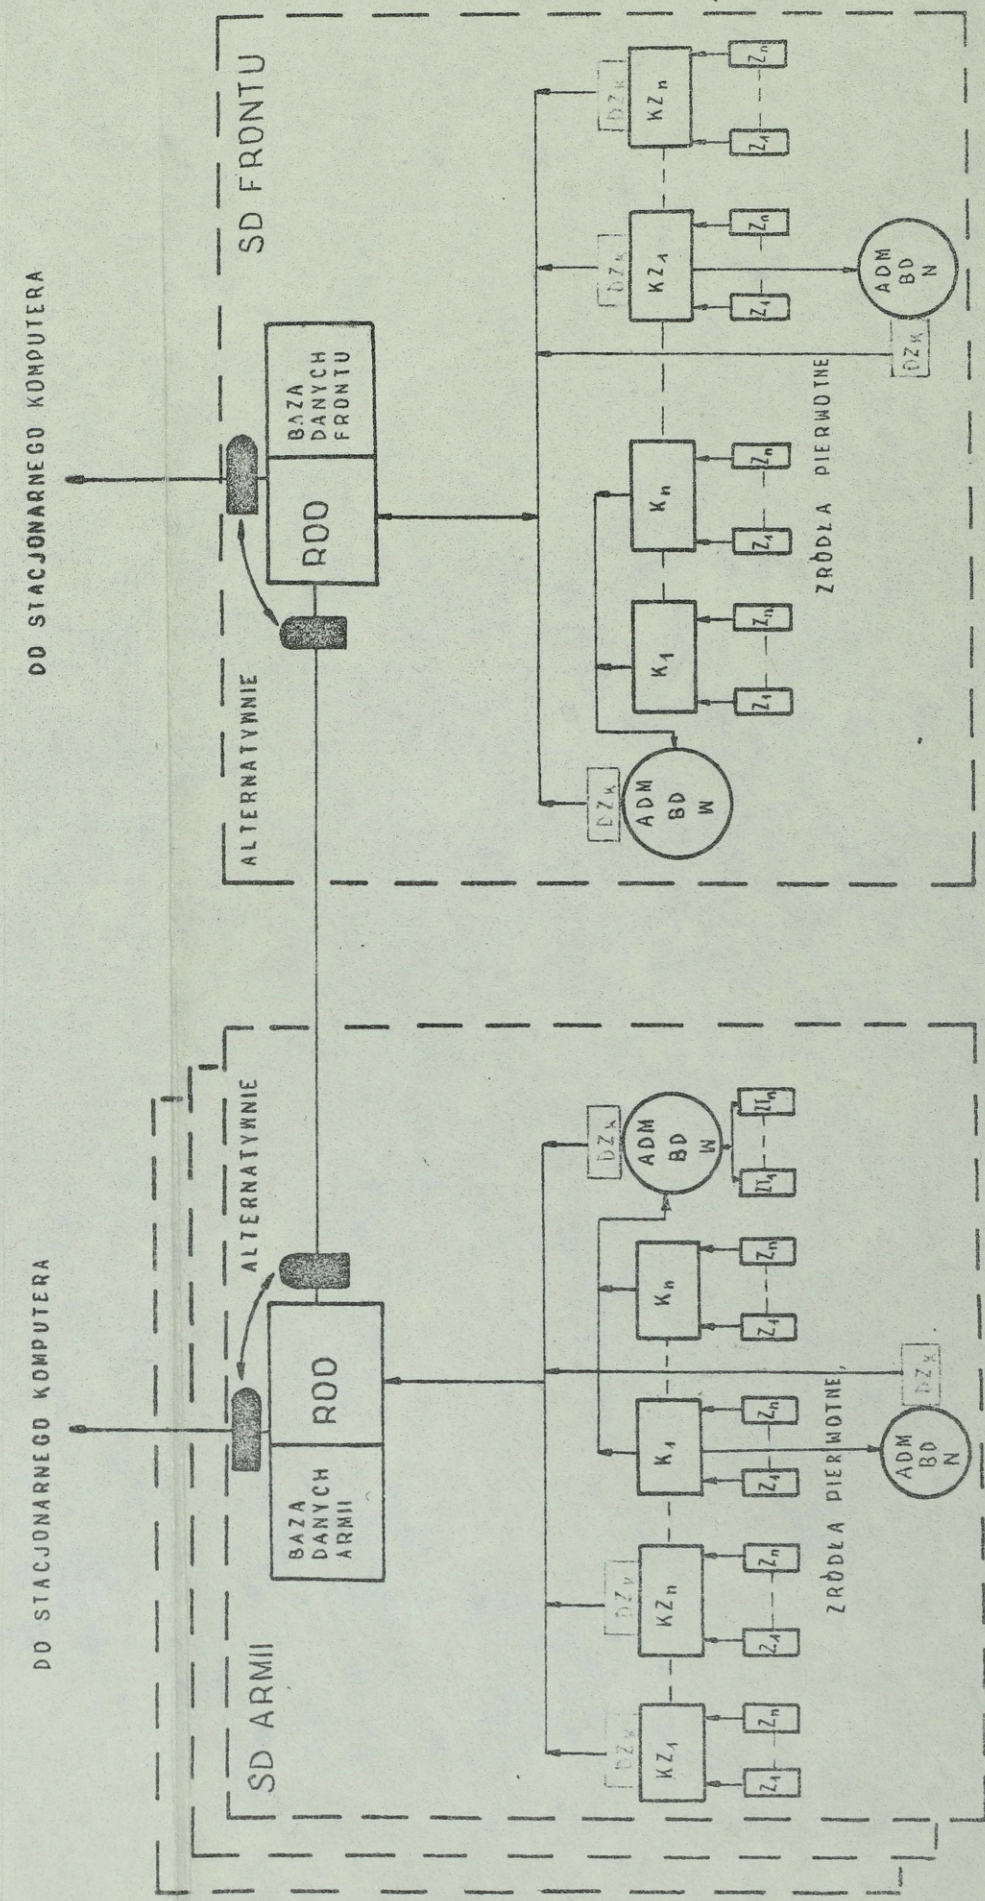 DO STACJONARNEGO KOMPUTERA
DO STACJONARNEGO KOMPUTERA
SD ARMII
ALTERNATYWNIE
BAZA
DANYCH
ARMII
ROD
DZk
DZk
DZk
KZ1
KZn
K1
Kn
ADM
BD
W
Z1
Zn
Z1
Zn
Z1
Zn
Z1
Zn
ZT1
ZTn
ZRÓDŁA PIERWOTNE
ADM
BD
N
DZk
SD FRONTU
ALTERNATYWNIE
ROD
BAZA
DANYCH
FRONTU
DZk
DZk
DZk
ADM
BD
W
K1
Kn
KZ1
KZn
Z1
Zn
Z1
Zn
Z1
Zn
Z1
Zn
ZRÓDŁA PIERWOTNE
DZk
ADM
BD
N